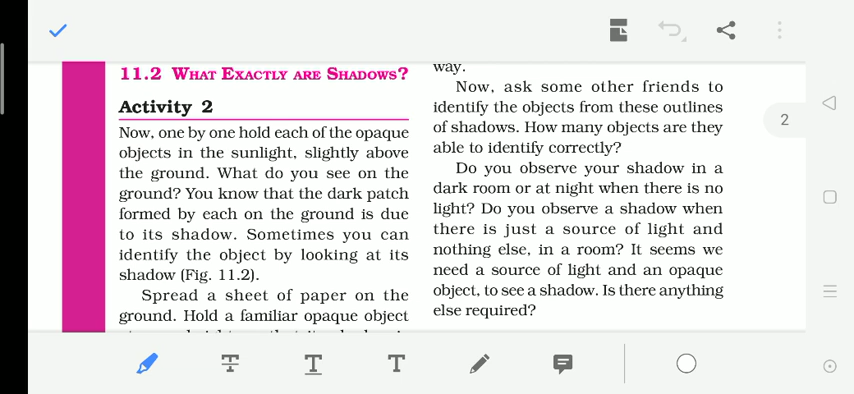 11.2 WHAT EXACTLY ARE SHADOWS?
Activity 2
Now, one by one hold each of the opaque
objects in the sunlight, slightly above
the ground. What do you see on the
ground? You know that the dark patch
formed by each on the ground is due
to its shadow. Sometimes you can
identify the object by looking at its
shadow (Fig. 11.2).
Spread a sheet of paper on the
ground. Hold a familiar opaque object
way.
Now, ask some other friends to
identify the objects from these outlines
of shadows. How many objects are they
able to identify correctly?
Do you observe your shadow in a
dark room or at night when there is no
light? Do you observe a shadow when
there is just a source of light and
nothing else, in a room? It seems we
need a source of light and an opaque
object, to see a shadow. Is there anything
else required?
2